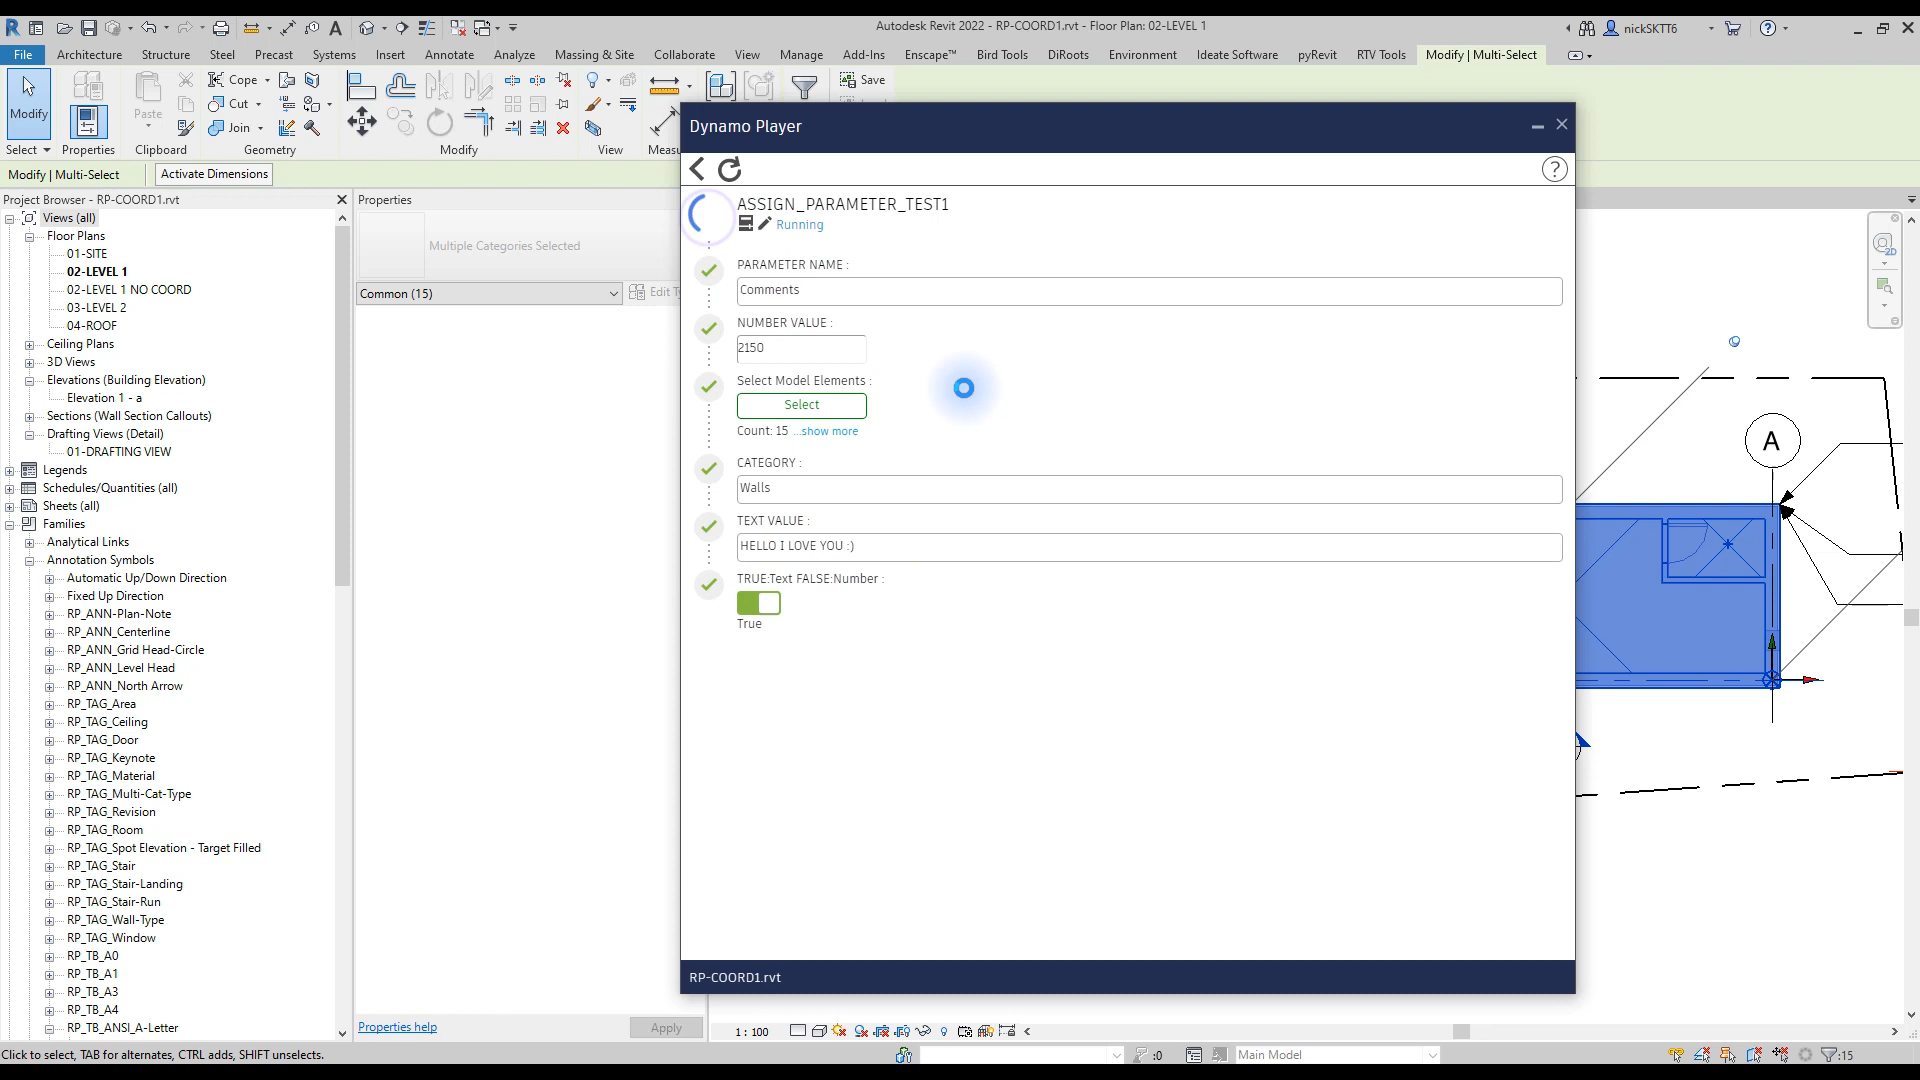 Autodesk Revit 2022 - RP-COORD1.rvt - Floor Plan: 02-LEVEL 1
nickSKTT6
File
Architecture
Structure
Steel
Precast
Systems
Insert
Annotate
Analyze
Massing & Site
Collaborate
View
Manage
Add-Ins
Enscape™
Bird Tools
DiRoots
Environment
Ideate Software
pyRevit
RTV Tools
Modify | Multi-Select
Modify
Paste
Cope
Cut
Join
Save
Select
Properties
Clipboard
Geometry
Modify
View
Measu
Modify | Multi-Select
Activate Dimensions
Project Browser - RP-COORD1.rvt
Views (all)
Floor Plans
01-SITE
02-LEVEL 1
02-LEVEL 1 NO COORD
03-LEVEL 2
04-ROOF
Ceiling Plans
3D Views
Elevations (Building Elevation)
Elevation 1 - a
Sections (Wall Section Callouts)
Drafting Views (Detail)
01-DRAFTING VIEW
Legends
Schedules/Quantities (all)
Sheets (all)
Families
Analytical Links
Annotation Symbols
Automatic Up/Down Direction
Fixed Up Direction
RP_ANN-Plan-Note
RP_ANN_Centerline
RP_ANN_Grid Head-Circle
RP_ANN_Level Head
RP_ANN_North Arrow
RP_TAG_Area
RP_TAG_Ceiling
RP_TAG_Door
RP_TAG_Keynote
RP_TAG_Material
RP_TAG_Multi-Cat-Type
RP_TAG_Revision
RP_TAG_Room
RP_TAG_Spot Elevation - Target Filled
RP_TAG_Stair
RP_TAG_Stair-Landing
RP_TAG_Stair-Run
RP_TAG_Wall-Type
RP_TAG_Window
RP_TB_A0
RP_TB_A1
RP_TB_A3
RP_TB_A4
RP_TB_ANSI_A-Letter
Properties
Multiple Categories Selected
Common (15)
Edit Ty
Properties help
Apply
Dynamo Player
ASSIGN_PARAMETER_TEST1
Running
PARAMETER NAME :
Comments
NUMBER VALUE :
2150
Select Model Elements :
Select
Count: 15 ...show more
CATEGORY :
Walls
TEXT VALUE :
HELLO I LOVE YOU :)
TRUE:Text FALSE:Number :
True
RP-COORD1.rvt
2D
A
1 : 100
Click to select, TAB for alternates, CTRL adds, SHIFT unselects.
:0
Main Model
:15